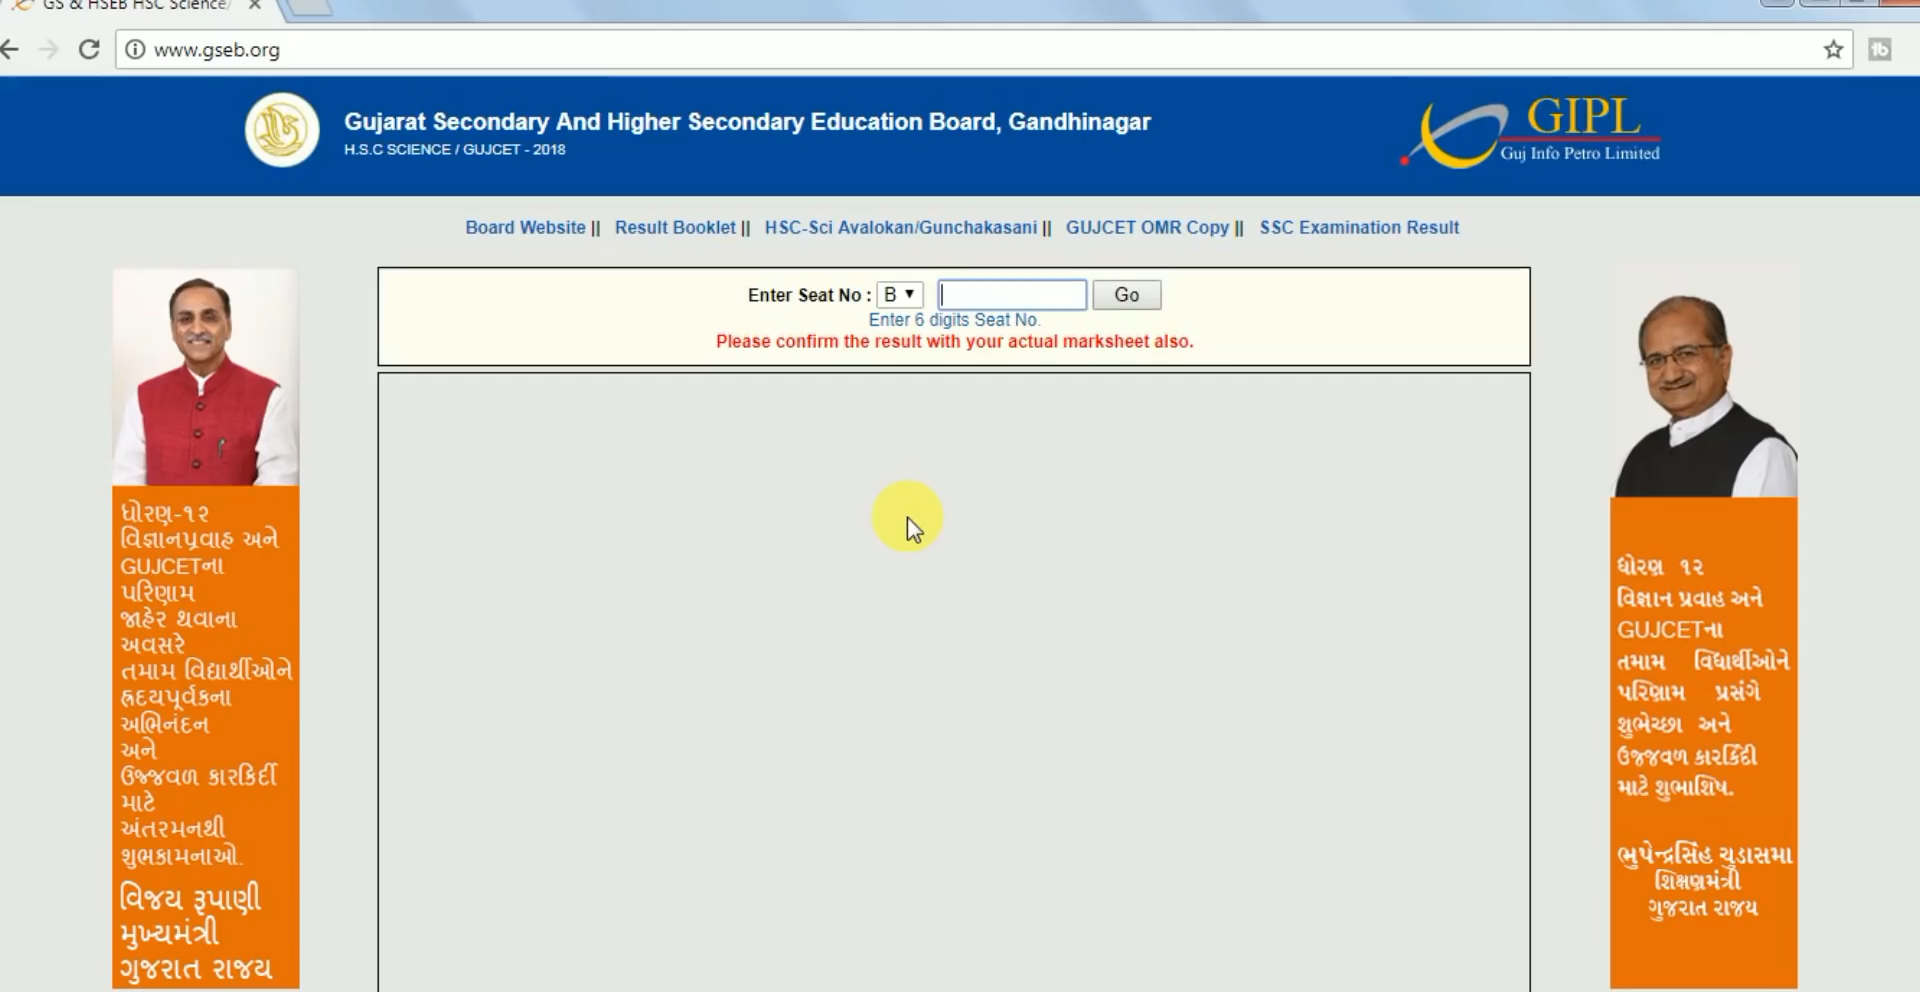 GS & HSEB HSC Science/
www.gseb.org
Gujarat Secondary And Higher Secondary Education Board, Gandhinagar
H.S.C SCIENCE / GUJCET - 2018
GIPL
Guj Info Petro Limited
Board Website || Result Booklet || HSC-Sci Avalokan/Gunchakasani || GUJCET OMR Copy || SSC Examination Result
Enter Seat No : B Go
Enter 6 digits Seat No.
Please confirm the result with your actual marksheet also.
ધોરણ-૧૨
વિજ્ઞાનપ્રવાહ અને
GUJCETના
પરિણામ
જાહેર થવાના
અવસરે
તમામ વિદ્યાર્થીઓને
હ્રદયપૂર્વકના
અભિનંદન
અને
ઉજ્જવળ કારકિર્દી
માટે
અંતરમનથી
શુભકામનાઓ.
વિજય રૂપાણી
મુખ્યમંત્રી
ગુજરાત રાજય
ધોરણ ૧૨
વિજ્ઞાન પ્રવાહ અને
GUJCETના
તમામ વિદ્યાર્થીઓને
પરિણામ પ્રસંગે
શુભેચ્છા અને
ઉજ્જવળ કારકિર્દી
માટે શુભાશિષ.
ભુપેન્દ્રસિંહ ચુડાસમા
શિક્ષણમંત્રી
ગુજરાત રાજય